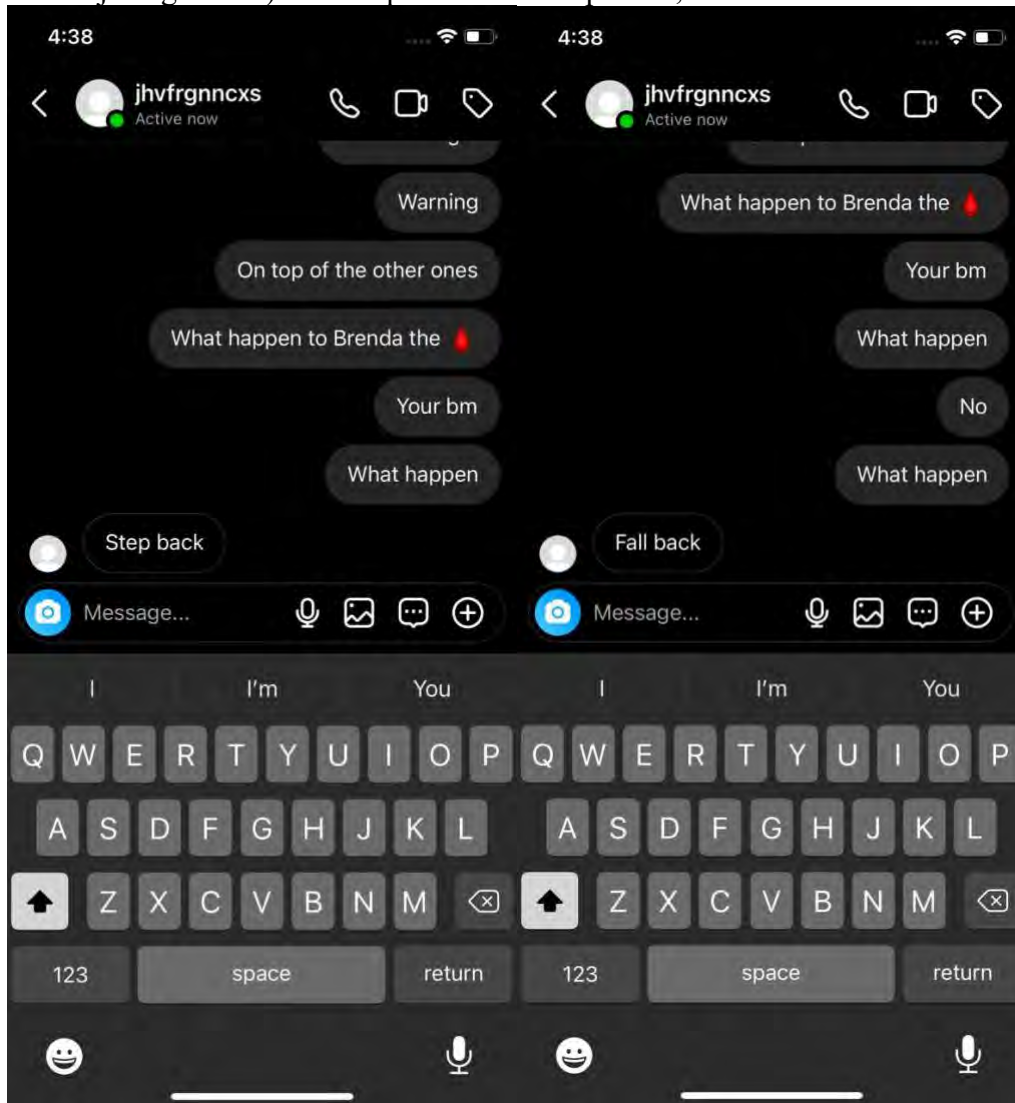 4:38
jhvfrgnncxs
Active now
Warning
On top of the other ones
What happen to Brenda the 🩸
Your bm
What happen
Step back
Message...
I I'm You
Q W E R T Y U I O P
A S D F G H J K L
Z X C V B N M
123 space return
4:38
jhvfrgnncxs
Active now
What happen to Brenda the 🩸
Your bm
What happen
No
What happen
Fall back
Message...
I I'm You
Q W E R T Y U I O P
A S D F G H J K L
Z X C V B N M
123 space return